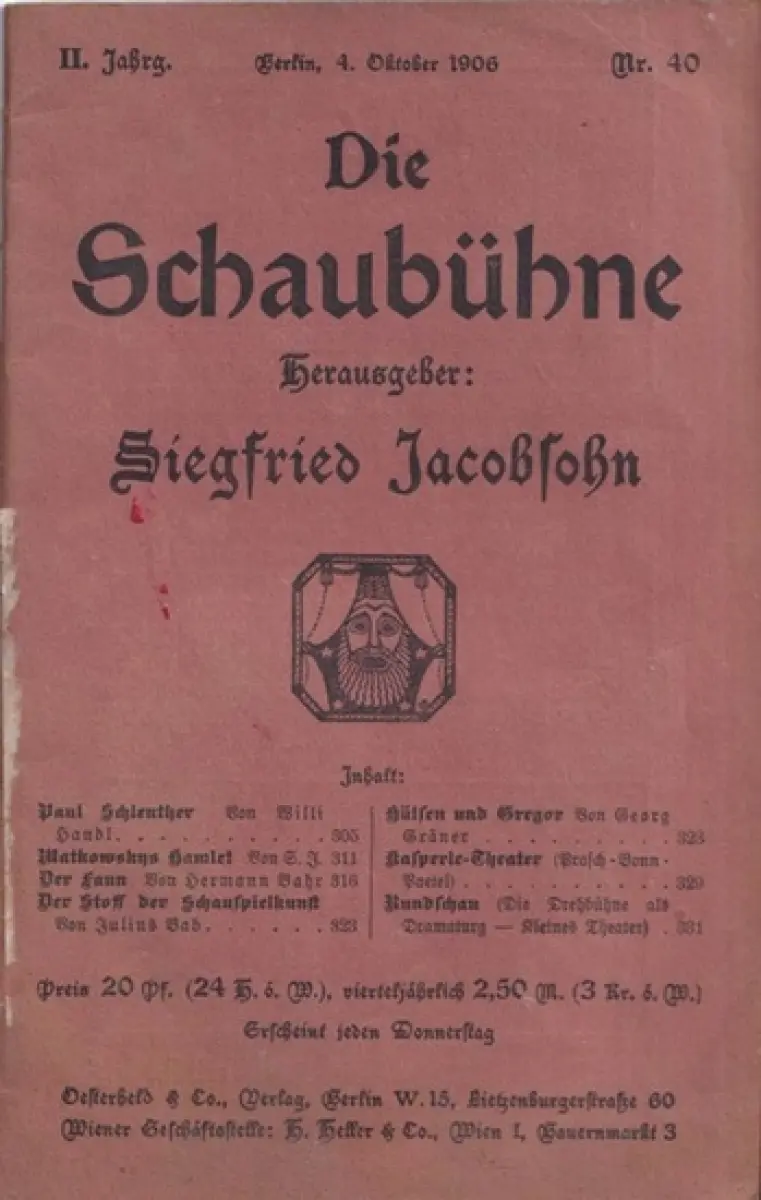 II. Jahrg.
Berlin, 4. Oktober 1906
Nr. 40
Die
Schaubühne
Herausgeber:
Siegfried Jacobsohn
Inhalt:
Paul Schlenther Von Willi
Handl. . . . . . . . . . 305
Matkowskys Hamlet Von S. J. 311
Der Faun Von Hermann Bahr 316
Der Stoff der Schauspielkunst
Von Julius Bab. . . . . . 323
Hülsen und Gregor Von Georg
Gräner . . . . . . . . . 328
Kasperle-Theater (Prosch-Bonn-
Poetel) . . . . . . . . . . 329
Rundschau (Die Drehbühne als
Dramaturg — Kleines Theater) . 331
Preis 20 Pf. (24 H. ö. W.), vierteljährlich 2,50 M. (3 Kr. ö. W.)
Erscheint jeden Donnerstag
Oesterheld & Co., Verlag, Berlin W. 15, Lietzenburgerstraße 60
Wiener Geschäftsstelle: H. Heller & Co., Wien I, Bauernmarkt 3